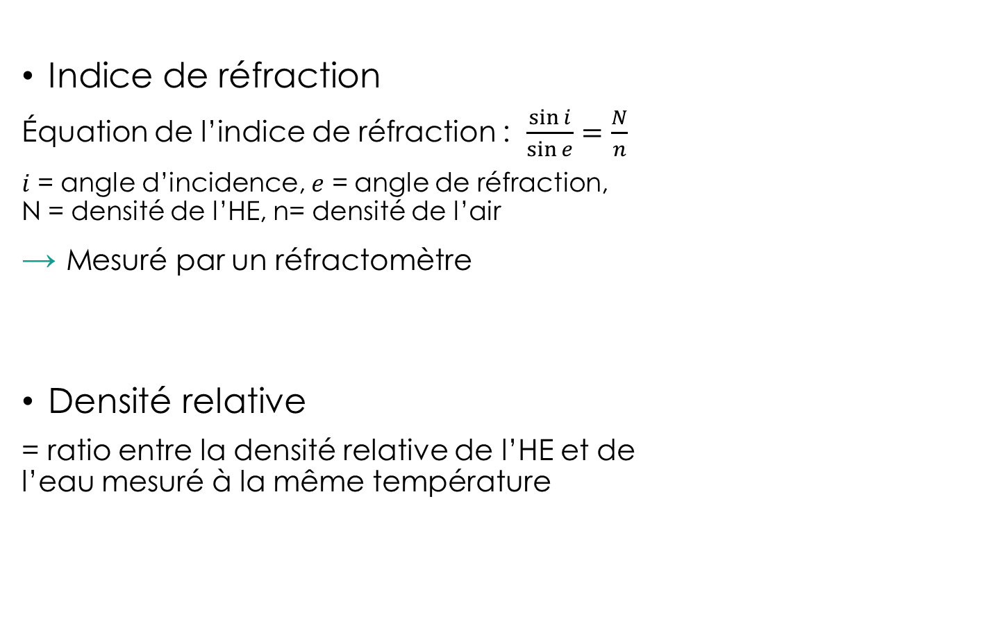 • Indice de réfraction
Équation de l’indice de réfraction : sin i / sin e = N / n
i = angle d’incidence, e = angle de réfraction,
N = densité de l’HE, n= densité de l’air
→ Mesuré par un réfractomètre
• Densité relative
= ratio entre la densité relative de l’HE et de
l’eau mesuré à la même température